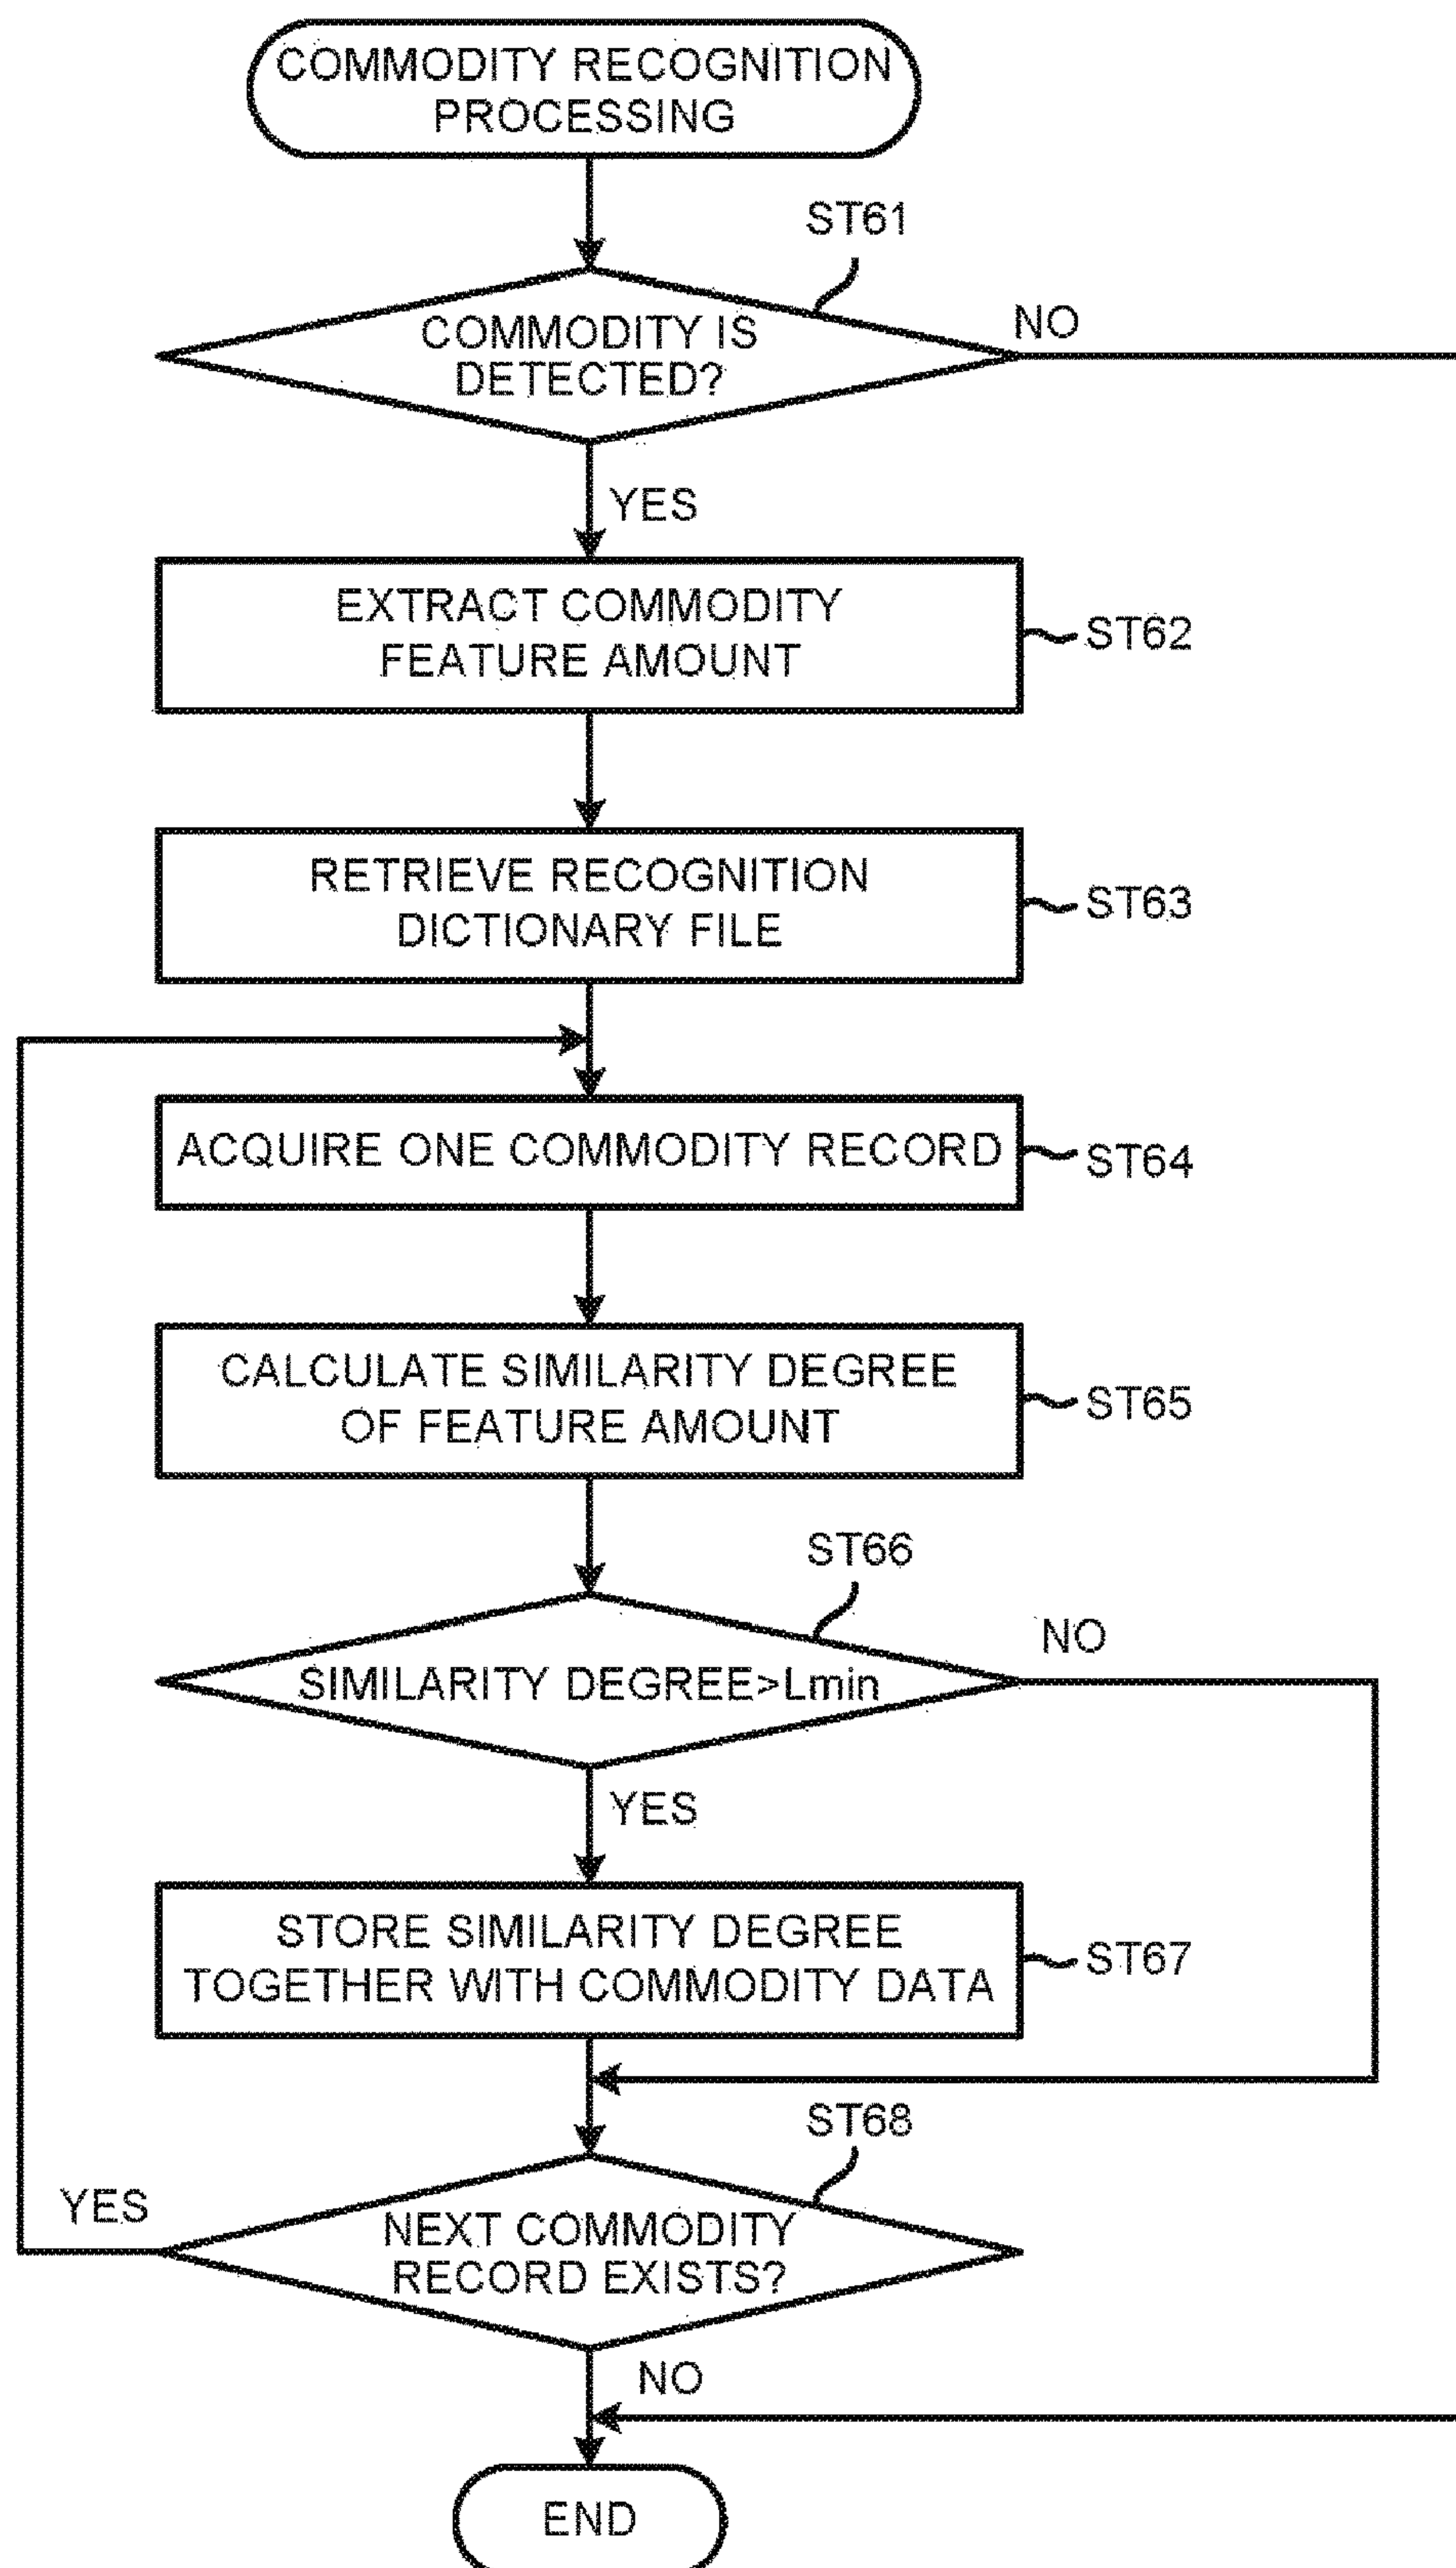 COMMODITY RECOGNITION
PROCESSING
ST61
COMMODITY IS
DETECTED?
NO
YES
EXTRACT COMMODITY
FEATURE AMOUNT
ST62
RETRIEVE RECOGNITION
DICTIONARY FILE
ST63
ACQUIRE ONE COMMODITY RECORD
ST64
CALCULATE SIMILARITY DEGREE
OF FEATURE AMOUNT
ST65
ST66
SIMILARITY DEGREE>Lmin
NO
YES
STORE SIMILARITY DEGREE
TOGETHER WITH COMMODITY DATA
ST67
ST68
YES
NEXT COMMODITY
RECORD EXISTS?
NO
END